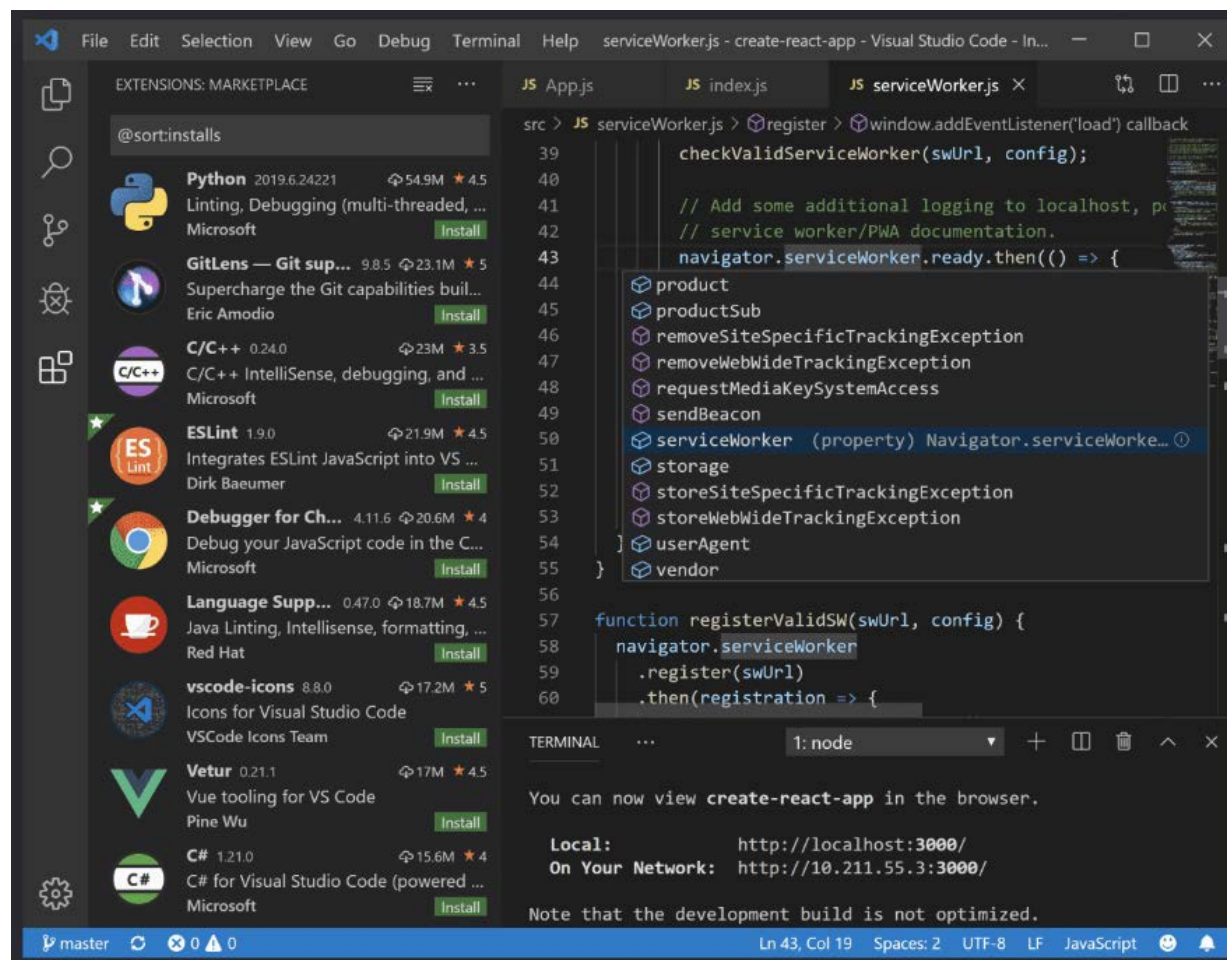 File Edit Selection View Go Debug Terminal Help serviceWorker.js - create-react-app - Visual Studio Code - In...
EXTENSIONS: MARKETPLACE
@sort:installs
Python 2019.6.24221 54.9M ★ 4.5
Linting, Debugging (multi-threaded, ...
Microsoft Install
GitLens — Git sup... 9.8.5 23.1M ★ 5
Supercharge the Git capabilities buil...
Eric Amodio Install
C/C++
C/C++ 0.24.0 23M ★ 3.5
C/C++ IntelliSense, debugging, and ...
Microsoft Install
ES
Lint
ESLint 1.9.0 21.9M ★ 4.5
Integrates ESLint JavaScript into VS ...
Dirk Baeumer Install
Debugger for Ch... 4.11.6 20.6M ★ 4
Debug your JavaScript code in the C...
Microsoft Install
Language Supp... 0.47.0 18.7M ★ 4.5
Java Linting, Intellisense, formatting, ...
Red Hat Install
vscode-icons 8.8.0 17.2M ★ 5
Icons for Visual Studio Code
VSCode Icons Team Install
Vetur 0.21.1 17M ★ 4.5
Vue tooling for VS Code
Pine Wu Install
C#
C# 1.21.0 15.6M ★ 4
C# for Visual Studio Code (powered ...
Microsoft Install
JS App.js JS index.js JS serviceWorker.js ×
src > JS serviceWorker.js > register > window.addEventListener('load') callback
39 checkValidServiceWorker(swUrl, config);
40
41 // Add some additional logging to localhost, po
42 // service worker/PWA documentation.
43 navigator.serviceWorker.ready.then(() => {
44 product
45 productSub
46 removeSiteSpecificTrackingException
47 removeWebWideTrackingException
48 requestMediaKeySystemAccess
49 sendBeacon
50 serviceWorker (property) Navigator.serviceWorke...
51 storage
52 storeSiteSpecificTrackingException
53 storeWebWideTrackingException
54 } userAgent
55 } vendor
56
57 function registerValidSW(swUrl, config) {
58 navigator.serviceWorker
59 .register(swUrl)
60 .then(registration => {
TERMINAL ... 1: node
You can now view create-react-app in the browser.
Local: http://localhost:3000/
On Your Network: http://10.211.55.3:3000/
Note that the development build is not optimized.
master 0 0 Ln 43, Col 19 Spaces: 2 UTF-8 LF JavaScript